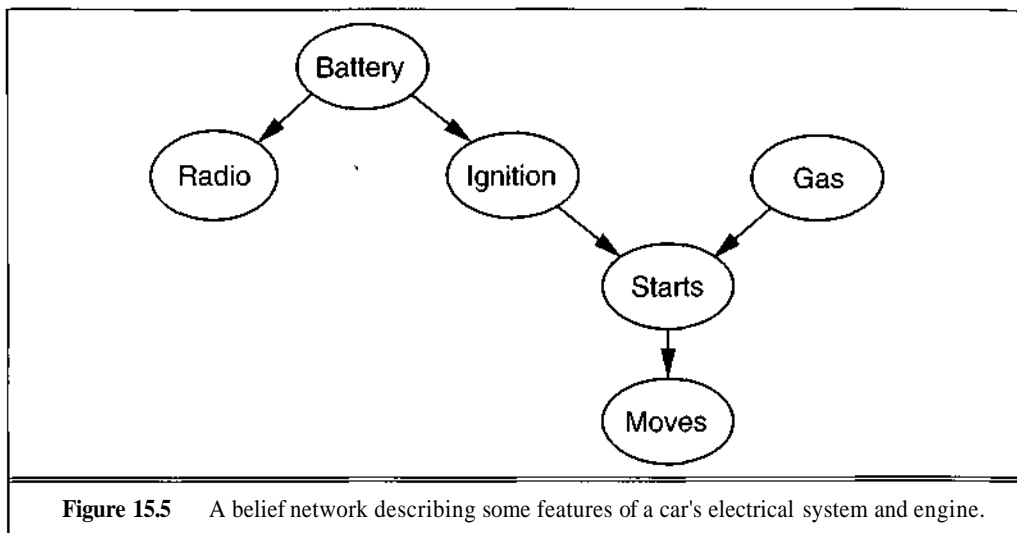 Battery
Radio
Ignition
Gas
Starts
Moves
Figure 15.5 A belief network describing some features of a car's electrical system and engine.